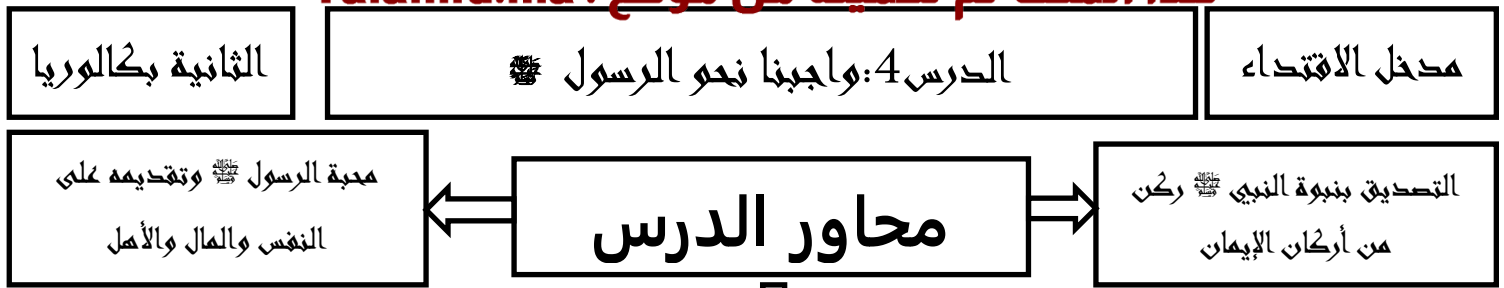 مدخل الاقتداء
الدرس4:واجبنا نحو الرسول ﷺ
الثانية بكالوريا
التصديق بنبوة النبي ﷺ ركن
من أركان الإيمان
محاور الدرس
محبة الرسول ﷺ وتقديمه على
النفس والمال والأهل